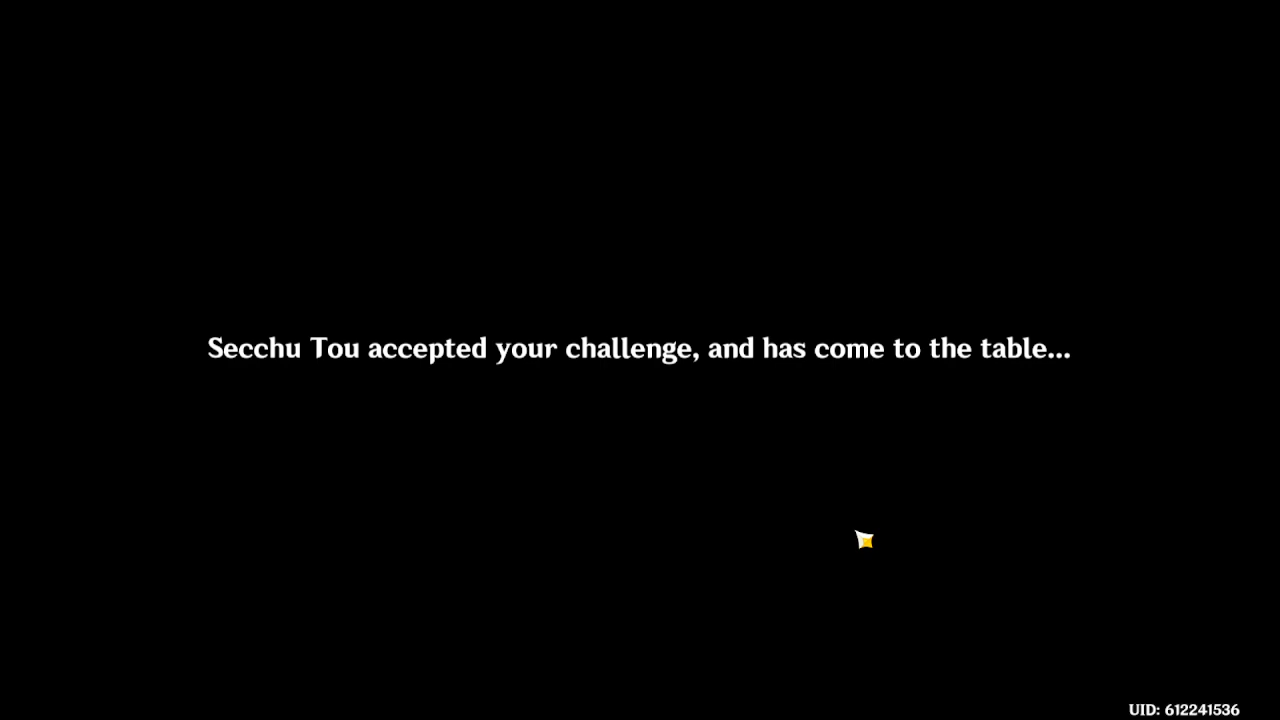 Secchu Tou accepted your challenge, and has come to the table...
UID: 612241536